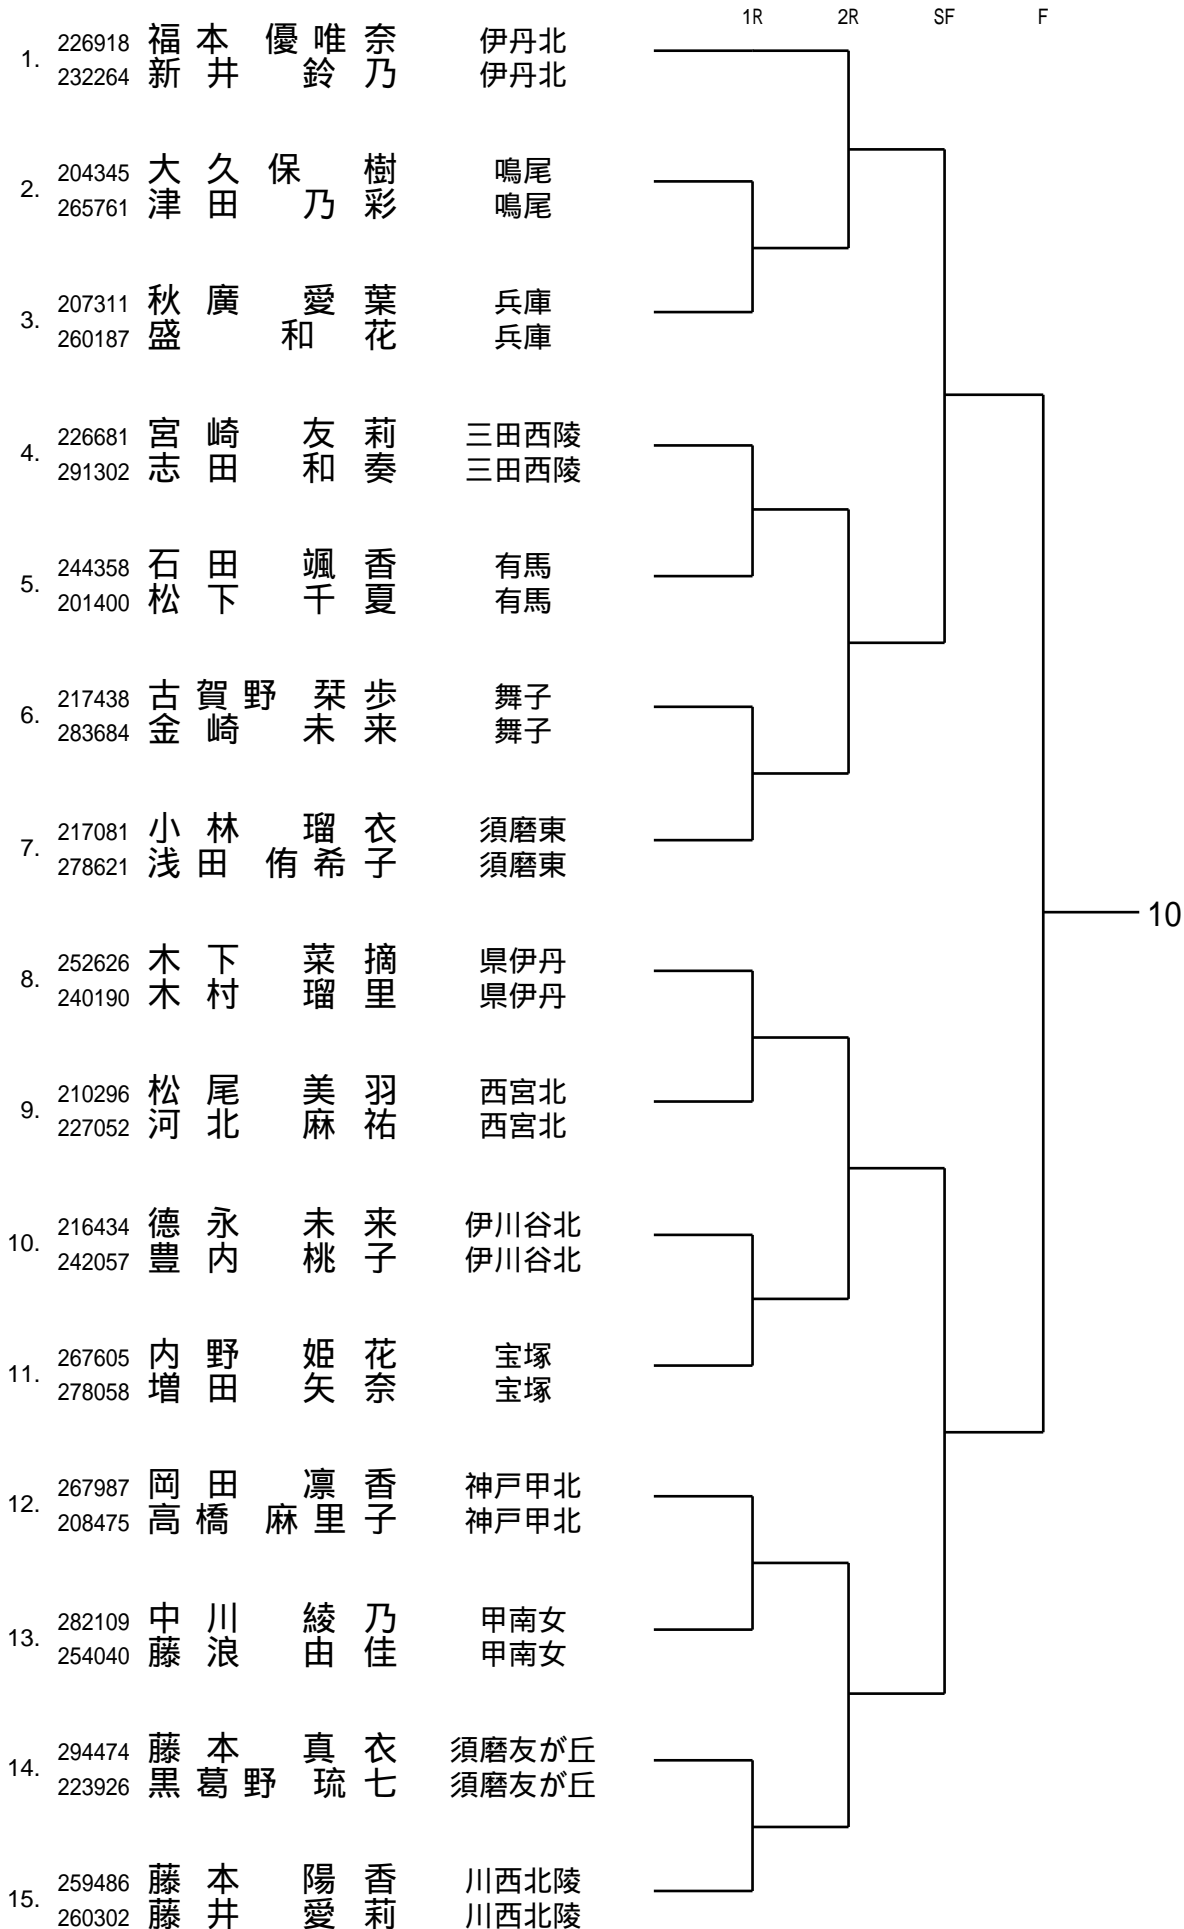 1R 2R SF F
1. 226918 福本 優唯奈 伊丹北
232264 新井 鈴乃 伊丹北
2. 204345 大久保 樹 鳴尾
265761 津田 乃彩 鳴尾
3. 207311 秋廣 愛葉 兵庫
260187 盛 和花 兵庫
4. 226681 宮崎 友莉 三田西陵
291302 志田 和奏 三田西陵
5. 244358 石田 颯香 有馬
201400 松下 千夏 有馬
6. 217438 古賀野 栞歩 舞子
283684 金崎 未来 舞子
7. 217081 小林 瑠衣 須磨東
278621 浅田 侑希子 須磨東
10
8. 252626 木下 菜摘 県伊丹
240190 木村 瑠里 県伊丹
9. 210296 松尾 美羽 西宮北
227052 河北 麻祐 西宮北
10. 216434 德永 未来 伊川谷北
242057 豊内 桃子 伊川谷北
11. 267605 内野 姫花 宝塚
278058 増田 矢奈 宝塚
12. 267987 岡田 凛香 神戸甲北
208475 高橋 麻里子 神戸甲北
13. 282109 中川 綾乃 甲南女
254040 藤浪 由佳 甲南女
14. 294474 藤本 真衣 須磨友が丘
223926 黒葛野 琉七 須磨友が丘
15. 259486 藤本 陽香 川西北陵
260302 藤井 愛莉 川西北陵